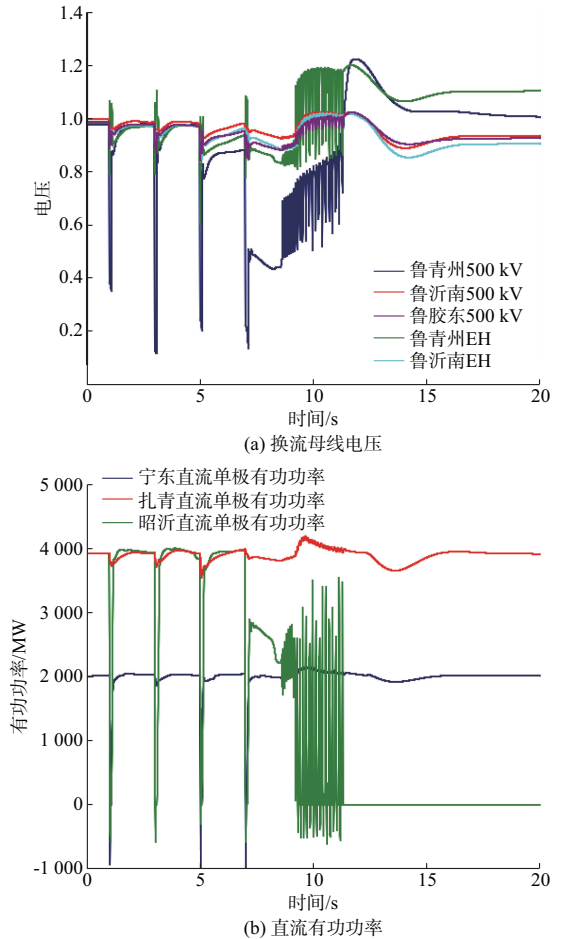 1.4
1.2
1.0
0.8
0.6
0.4
0.2
电压
鲁青州500 kV
鲁沂南500 kV
鲁胶东500 kV
鲁青州EH
鲁沂南EH
0 5 10 15 20
时间/s
(a) 换流母线电压
宁东直流单极有功功率
扎青直流单极有功功率
昭沂直流单极有功功率
5 000
4 000
3 000
2 000
1 000
0
-1 000
有功功率/MW
0 5 10 15 20
时间/s
(b) 直流有功功率